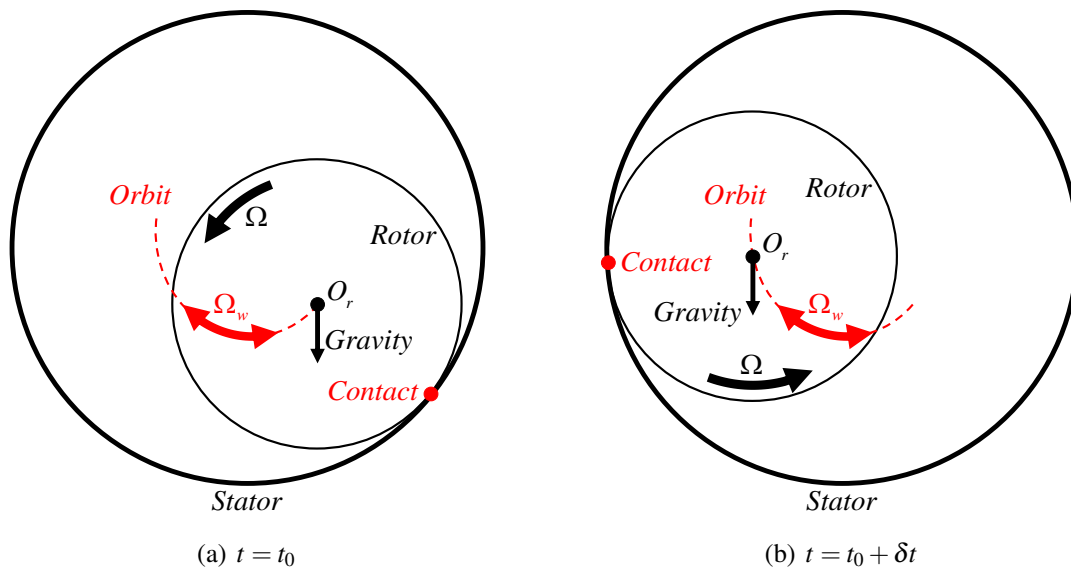 Orbit
Ω
Rotor
Ω_w
O_r
Gravity
Contact
Stator
(a) t = t_0
Orbit
Rotor
O_r
Contact
Ω_w
Gravity
Ω
Stator
(b) t = t_0 + δt